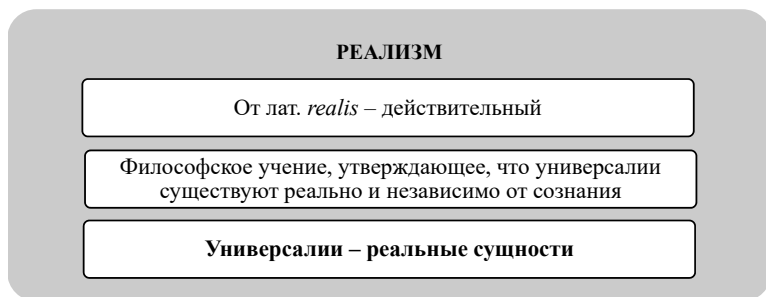 РЕАЛИЗМ
От лат. realis – действительный
Философское учение, утверждающее, что универсалии
существуют реально и независимо от сознания
Универсалии – реальные сущности